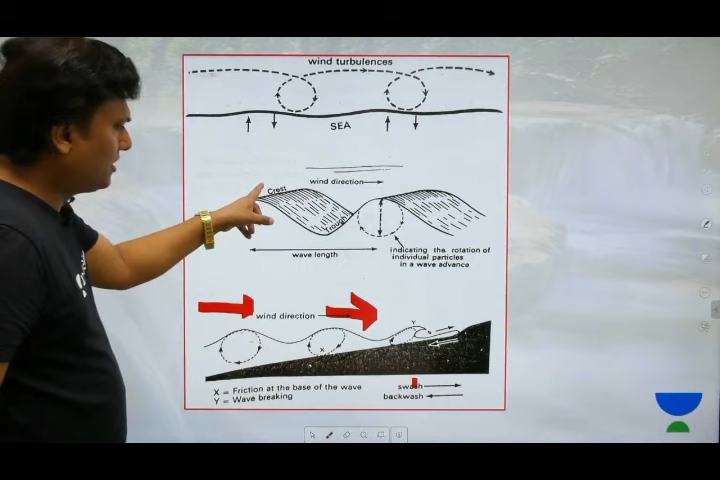 wind turbulences
SEA
wind direction
Crest
Trough
wave length
indicating the rotation of
individual particles
in a wave advance
wind direction
Y
X
X = Friction at the base of the wave
Y = Wave breaking
swash
backwash